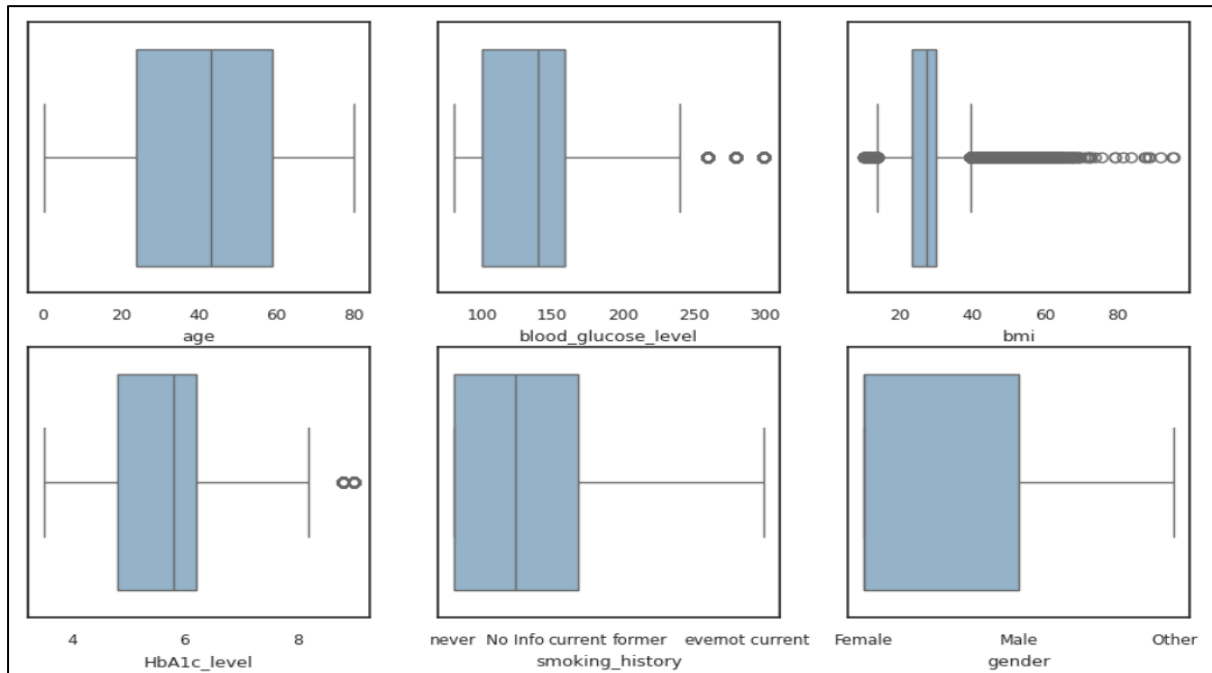 0 20 40 60 80
age
100 150 200 250 300
blood_glucose_level
20 40 60 80
bmi
4 6 8
HbA1c_level
never No Info current former evernot current
smoking_history
Female Male Other
gender